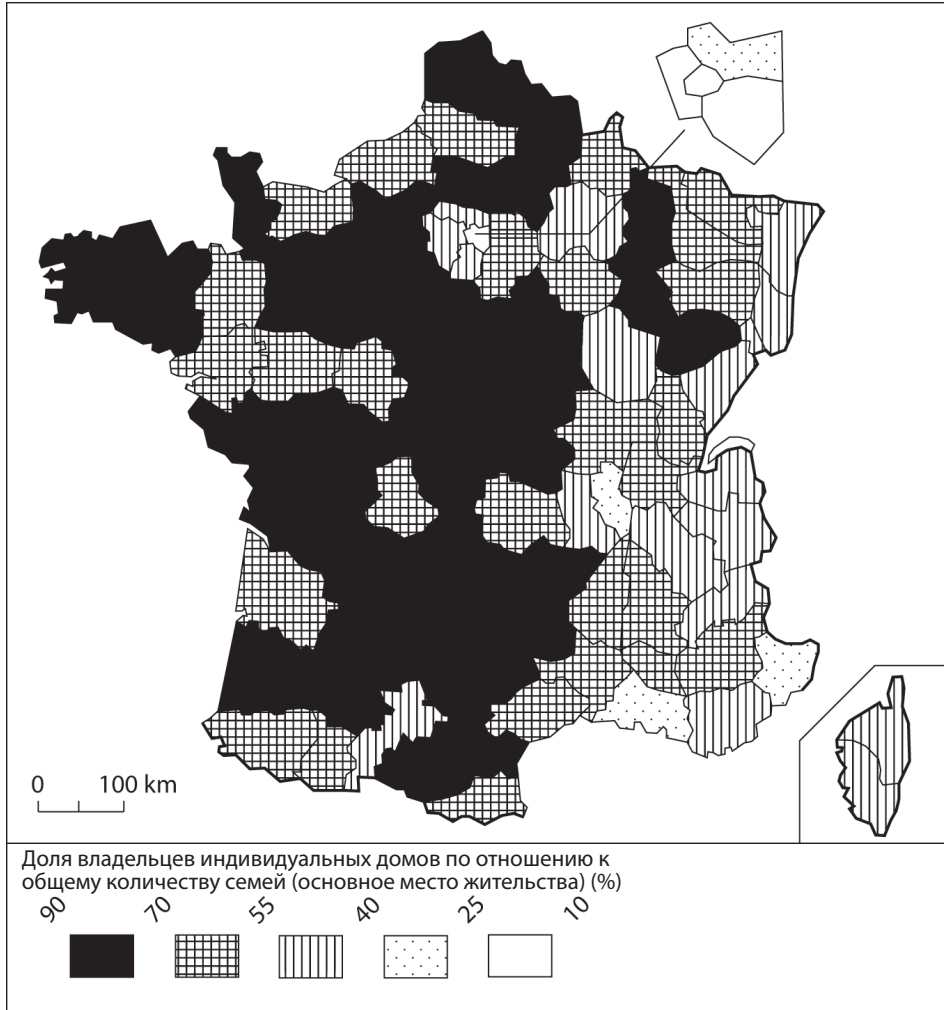 0 100 km
Доля владельцев индивидуальных домов по отношению к
общему количеству семей (основное место жительства) (%)
90 70 55 40 25 10